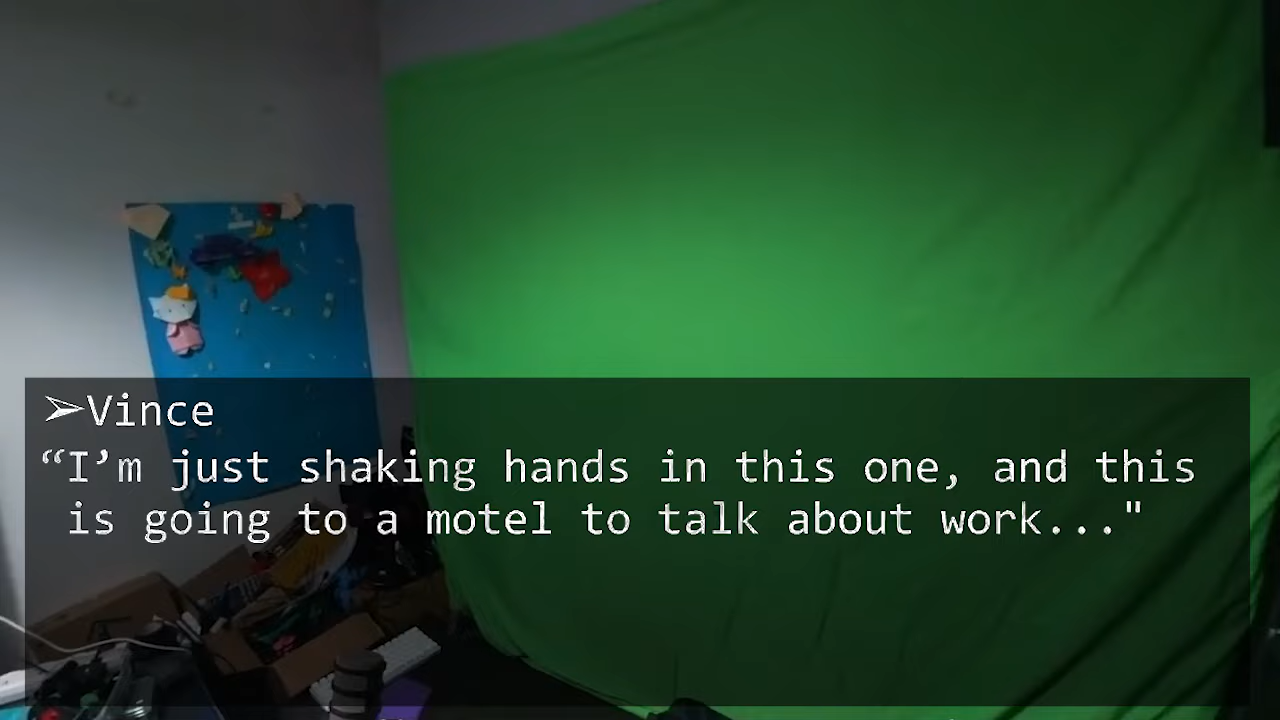 ➢Vince
“I’m just shaking hands in this one, and this
is going to a motel to talk about work..."